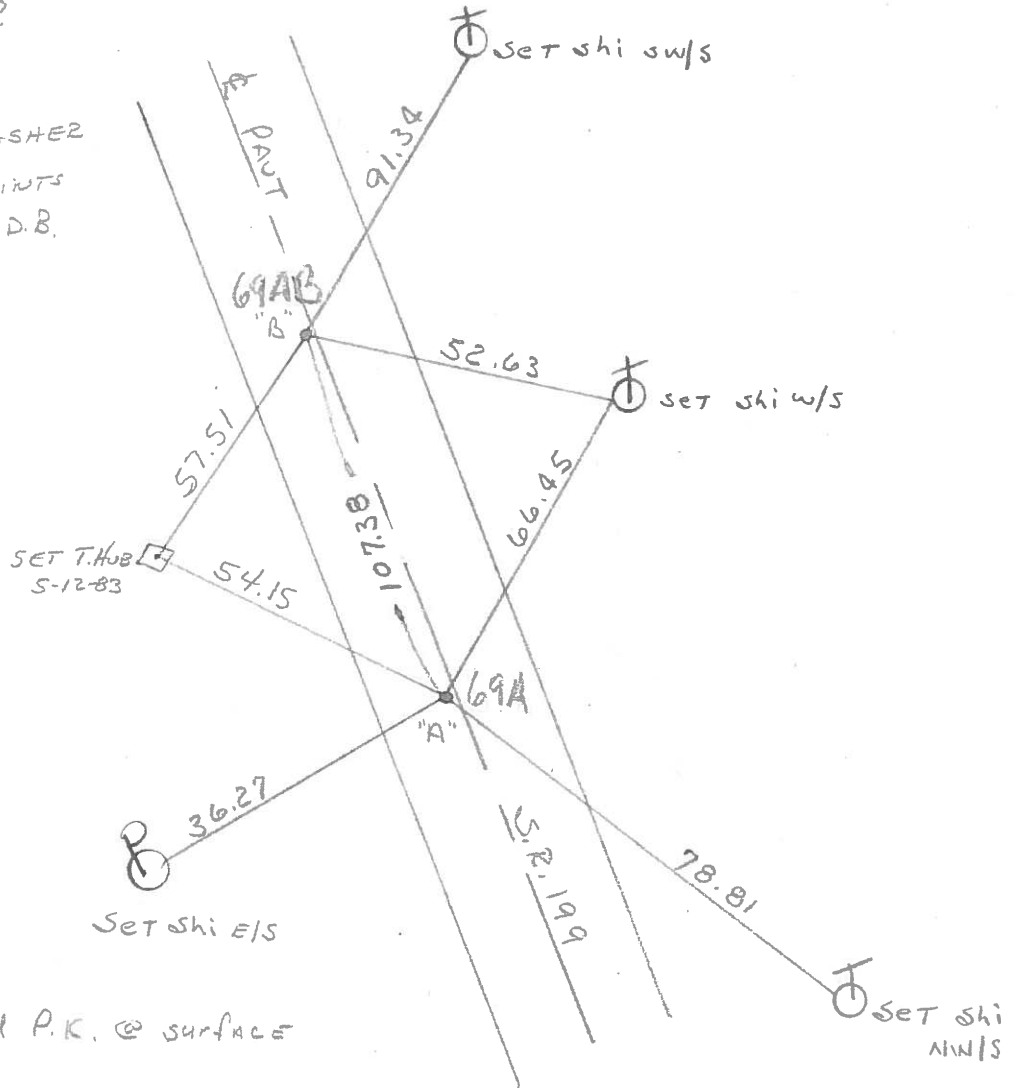 SET shi SW/S
91.34
PAVT
D.B.
69AB
"B"
52.63
SET shi W/S
57.51
66.45
107.38
SET T.HUB
5-12-83
54.15
69A
"A"
36.27
S.R. 199
78.81
SET shi E/S
SET shi
NW/S
P.K. @ SURFACE